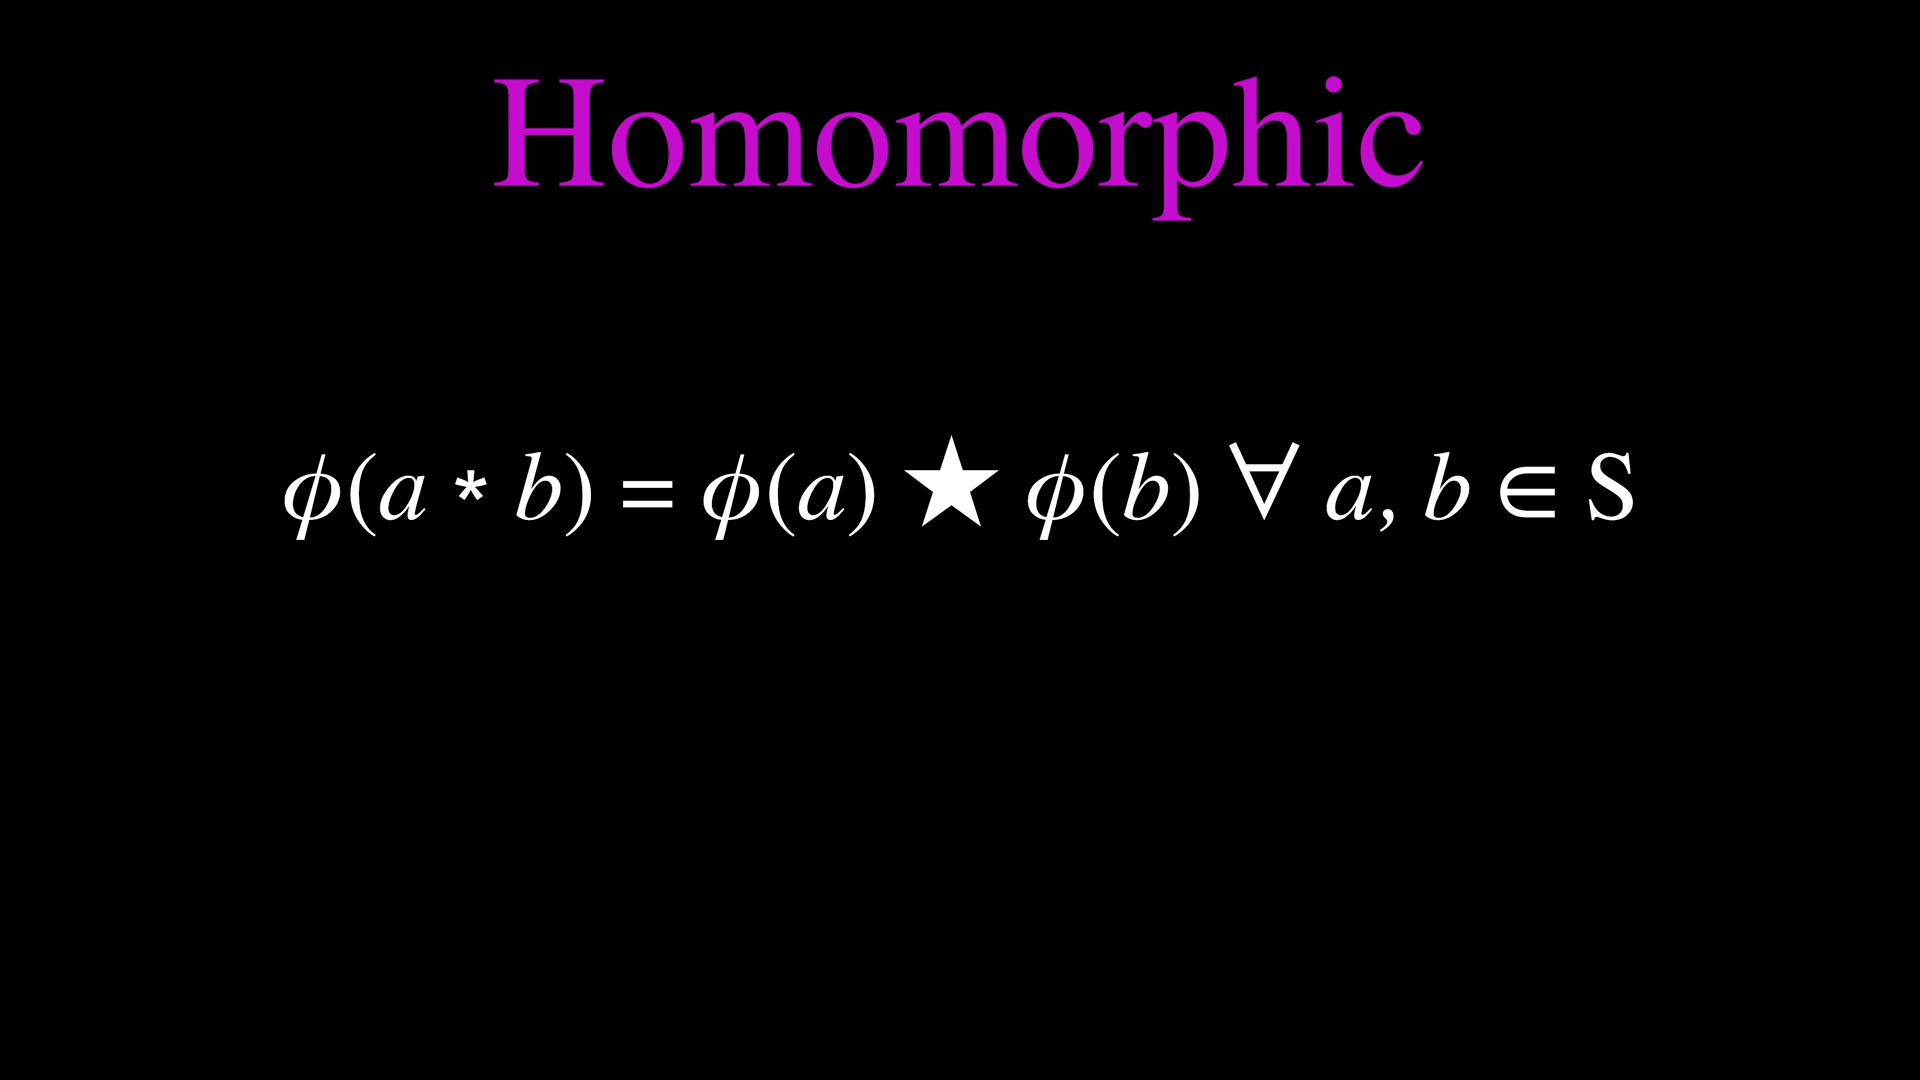 Homomorphic
ϕ(a * b) = ϕ(a) ★ ϕ(b) ∀ a, b ∈ S